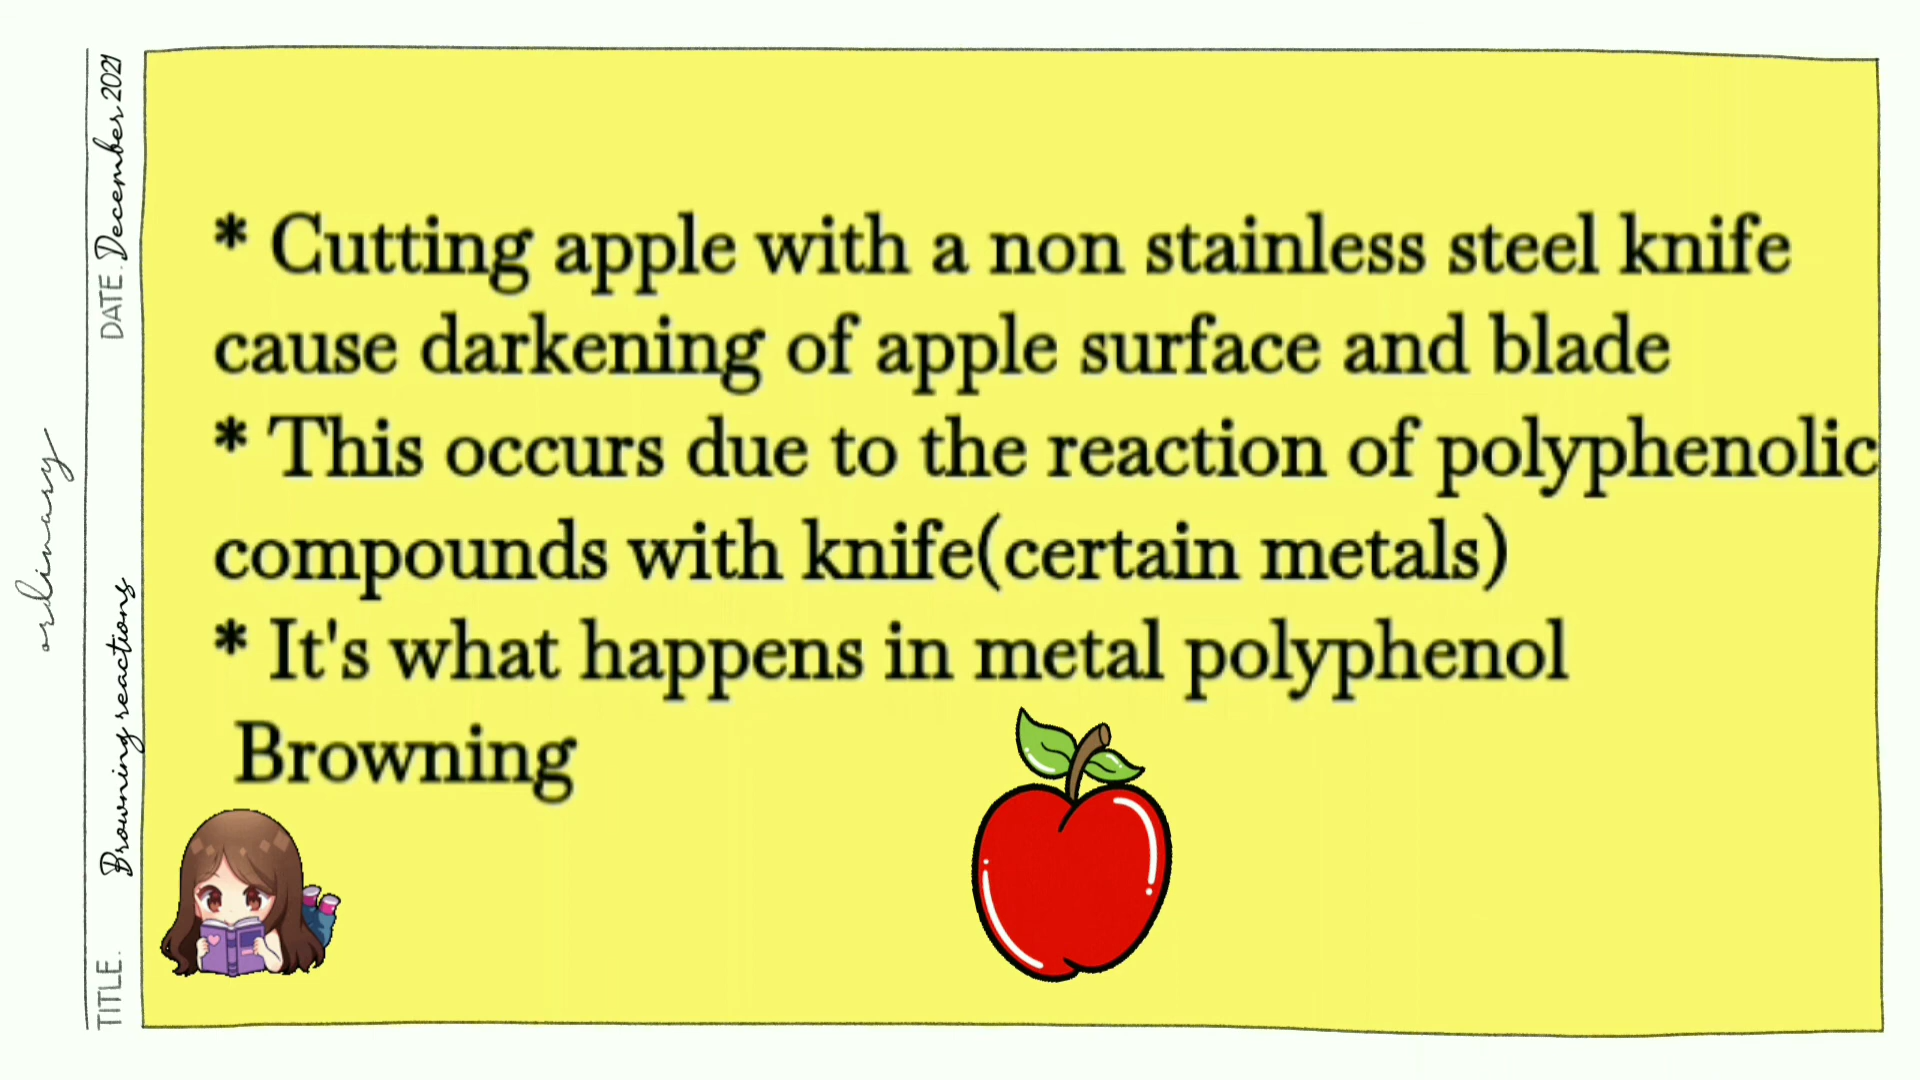 * Cutting apple with a non stainless steel knife
cause darkening of apple surface and blade
* This occurs due to the reaction of polyphenolic
compounds with knife(certain metals)
* It's what happens in metal polyphenol
Browning
TITLE. Browning reactions
DATE. December 2021